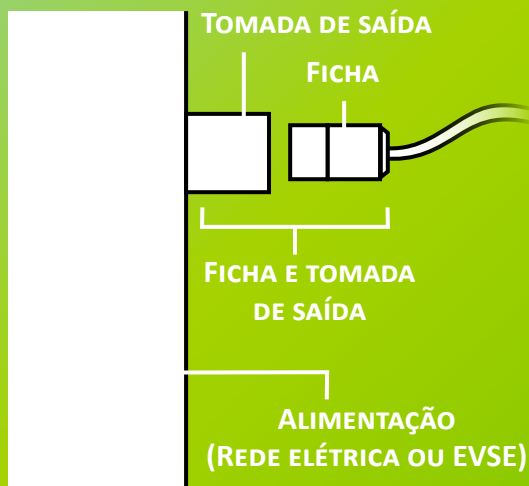 Tomada de saída
Ficha
Ficha e tomada
de saída
Alimentação
(Rede elétrica ou EVSE)